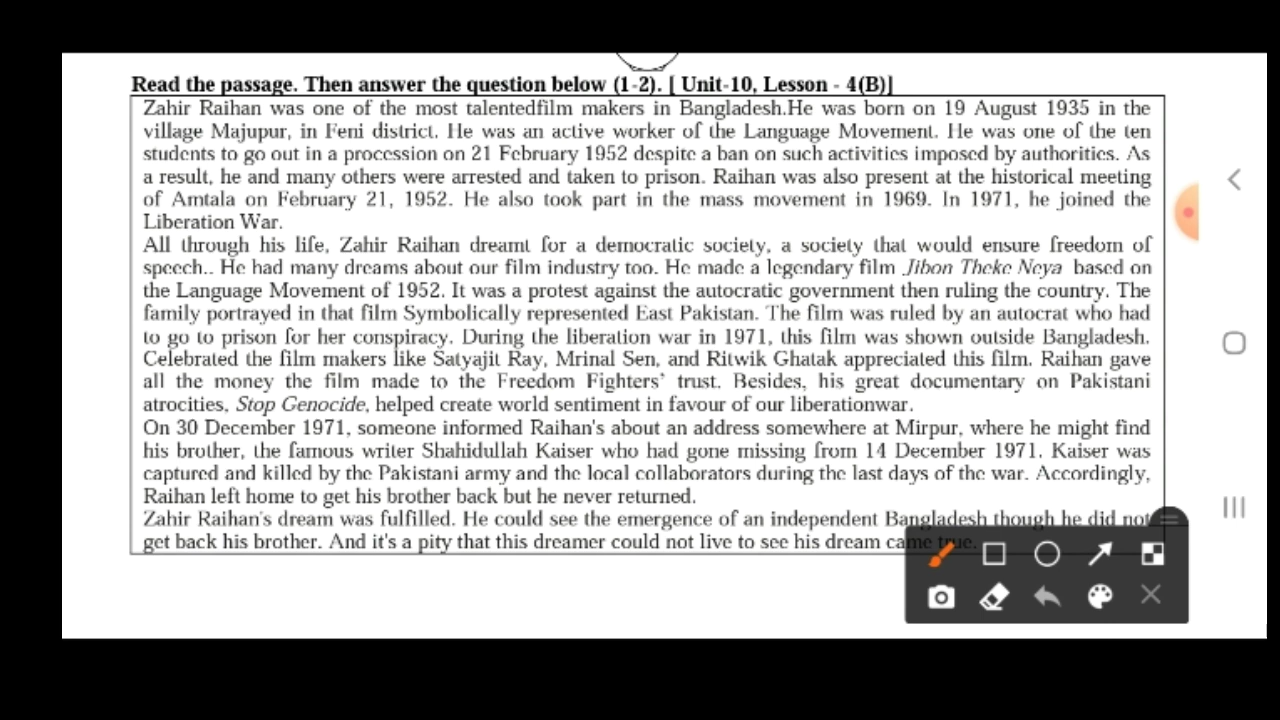 Read the passage. Then answer the question below (1-2). [ Unit-10, Lesson - 4(B)]
Zahir Raihan was one of the most talentedfilm makers in Bangladesh.He was born on 19 August 1935 in the
village Majupur, in Feni district. He was an active worker of the Language Movement. He was one of the ten
students to go out in a procession on 21 February 1952 despite a ban on such activities imposed by authorities. As
a result, he and many others were arrested and taken to prison. Raihan was also present at the historical meeting
of Amtala on February 21, 1952. He also took part in the mass movement in 1969. In 1971, he joined the
Liberation War.
All through his life, Zahir Raihan dreamt for a democratic society, a society that would ensure freedom of
speech.. He had many dreams about our film industry too. He made a legendary film Jibon Theke Neya based on
the Language Movement of 1952. It was a protest against the autocratic government then ruling the country. The
family portrayed in that film Symbolically represented East Pakistan. The film was ruled by an autocrat who had
to go to prison for her conspiracy. During the liberation war in 1971, this film was shown outside Bangladesh.
Celebrated the film makers like Satyajit Ray, Mrinal Sen, and Ritwik Ghatak appreciated this film. Raihan gave
all the money the film made to the Freedom Fighters' trust. Besides, his great documentary on Pakistani
atrocities, Stop Genocide, helped create world sentiment in favour of our liberationwar.
On 30 December 1971, someone informed Raihan's about an address somewhere at Mirpur, where he might find
his brother, the famous writer Shahidullah Kaiser who had gone missing from 14 December 1971. Kaiser was
captured and killed by the Pakistani army and the local collaborators during the last days of the war. Accordingly,
Raihan left home to get his brother back but he never returned.
Zahir Raihan's dream was fulfilled. He could see the emergence of an independent Bangladesh though he did not
get back his brother. And it's a pity that this dreamer could not live to see his dream came true.